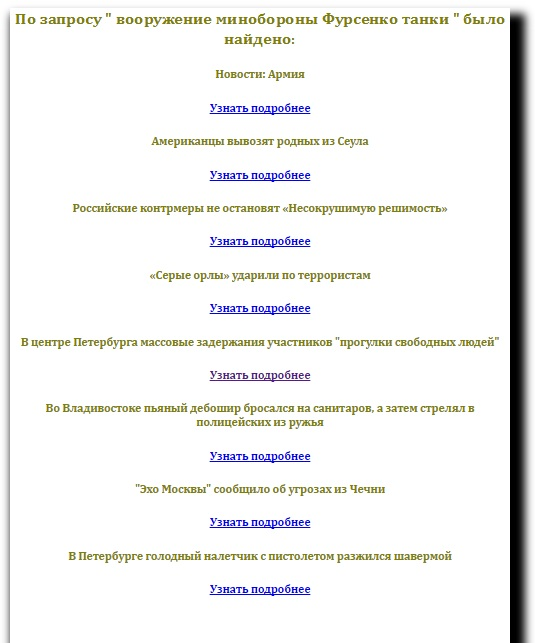 По запросу " вооружение минобороны Фурсенко танки " было
найдено:
Новости: Армия
Узнать подробнее
Американцы вывозят родных из Сеула
Узнать подробнее
Российские контрмеры не остановят «Несокрушимую решимость»
Узнать подробнее
«Серые орлы» ударили по террористам
Узнать подробнее
В центре Петербурга массовые задержания участников "прогулки свободных людей"
Узнать подробнее
Во Владивостоке пьяный дебошир бросался на санитаров, а затем стрелял в
полицейских из ружья
Узнать подробнее
"Эхо Москвы" сообщило об угрозах из Чечни
Узнать подробнее
В Петербурге голодный налетчик с пистолетом разжился шавермой
Узнать подробнее